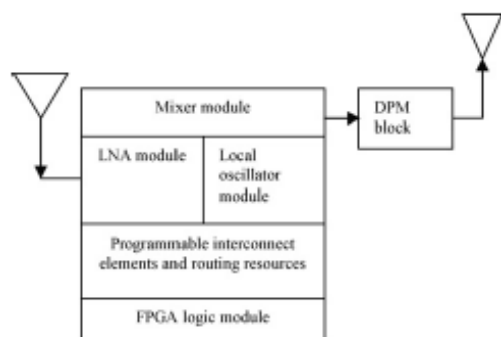 Mixer module
DPM
block
LNA module
Local
oscillator
module
Programmable interconnect
elements and routing resources
FPGA logic module